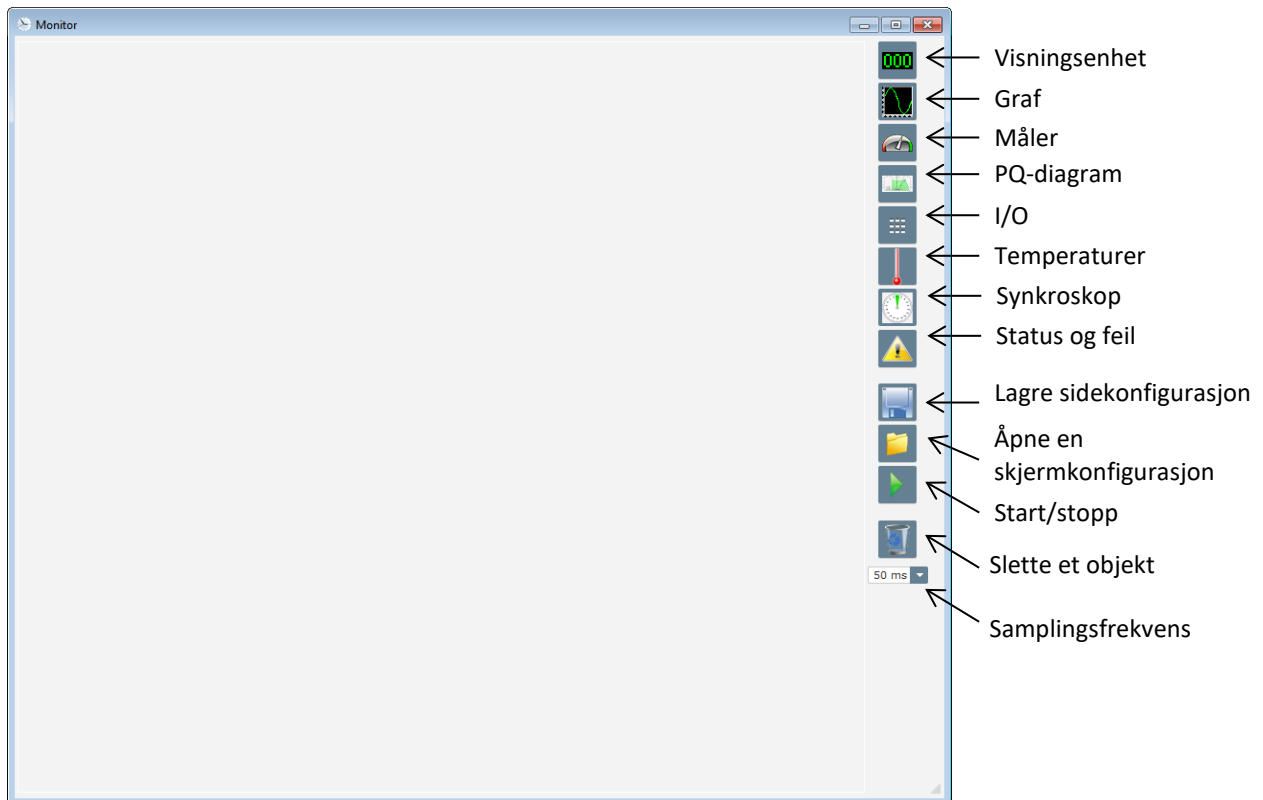 Monitor
000
Visningsenhet
Graf
Måler
PQ-diagram
I/O
Temperaturer
Synkroskop
Status og feil
Lagre sidekonfigurasjon
Åpne en
skjermkonfigurasjon
Start/stopp
Slette et objekt
50 ms
Samplingsfrekvens